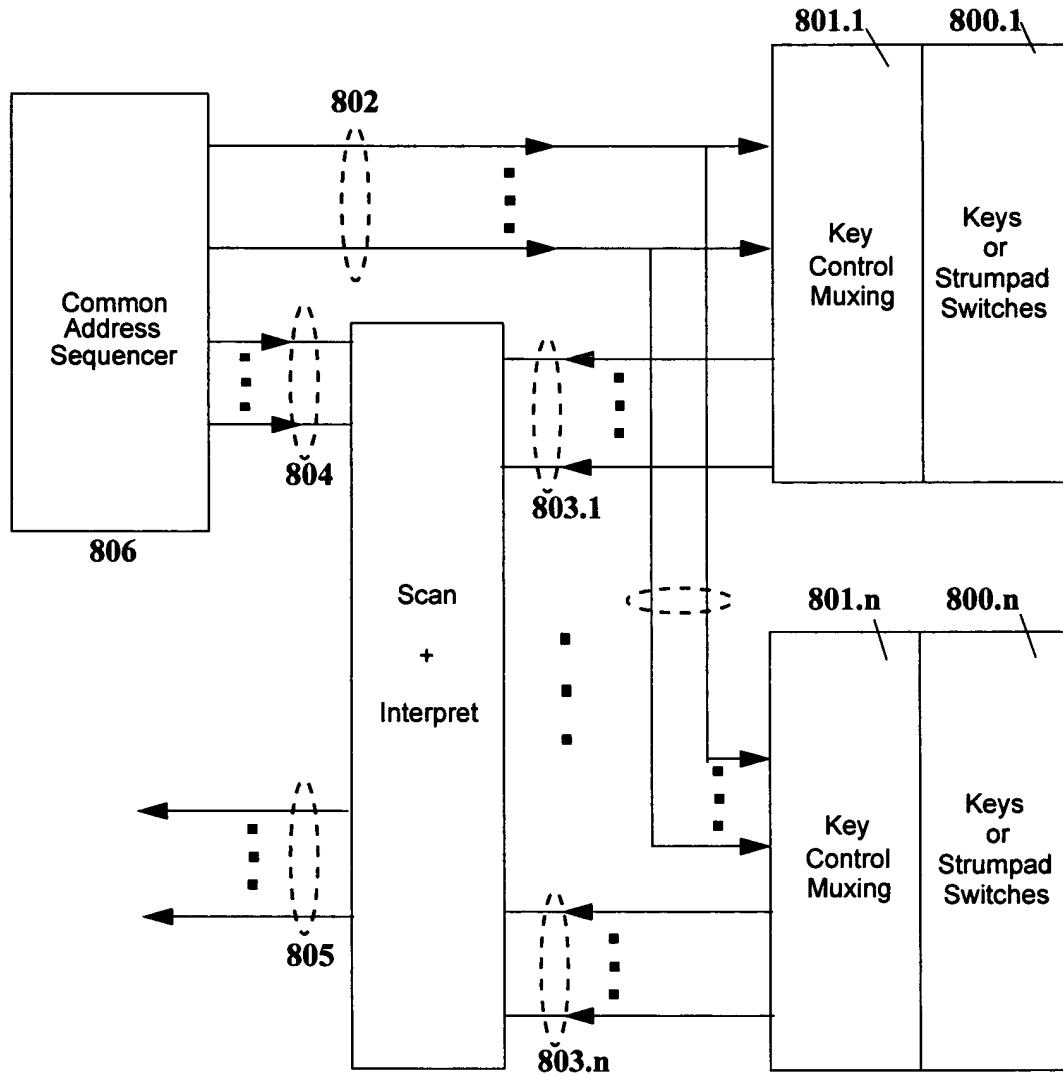 801.1
800.1
802
Common
Address
Sequencer
Key
Control
Muxing
Keys
or
Strumpad
Switches
804
803.1
806
Scan
+
Interpret
801.n
800.n
Key
Control
Muxing
Keys
or
Strumpad
Switches
805
803.n